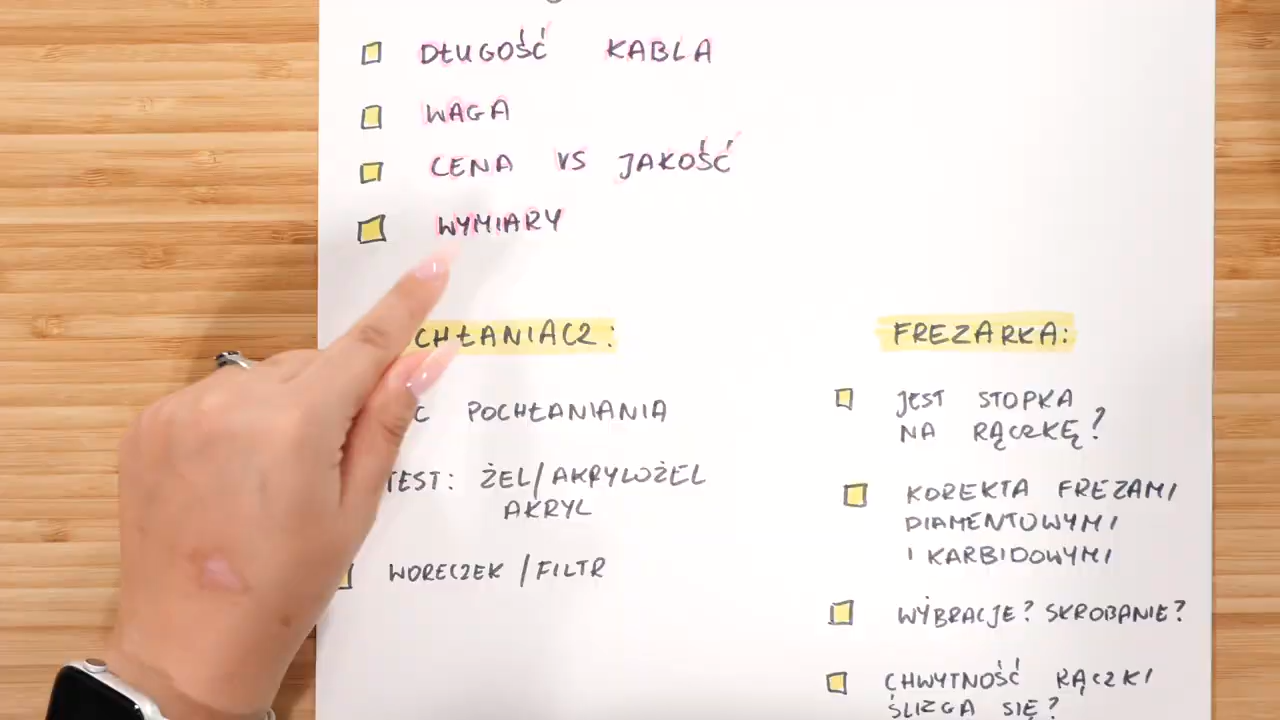 DŁUGOŚĆ KABLA
WAGA
CENA VS JAKOŚĆ
WYMIARY
CHŁANIACZ:
POCHŁANIANIA
TEST: ŻEL/AKRYLOŻEL
AKRYL
WORECZEK /FILTR
FREZARKA:
JEST STOPKA
NA RĄCZKĘ?
KOREKTA FREZAMI
DIAMENTOWYMI
I KARBIDOWYMI
WYBRACJE? SKROBANIE?
CHWYTNOŚĆ RĄCZKI
ŚLIZGA SIĘ?